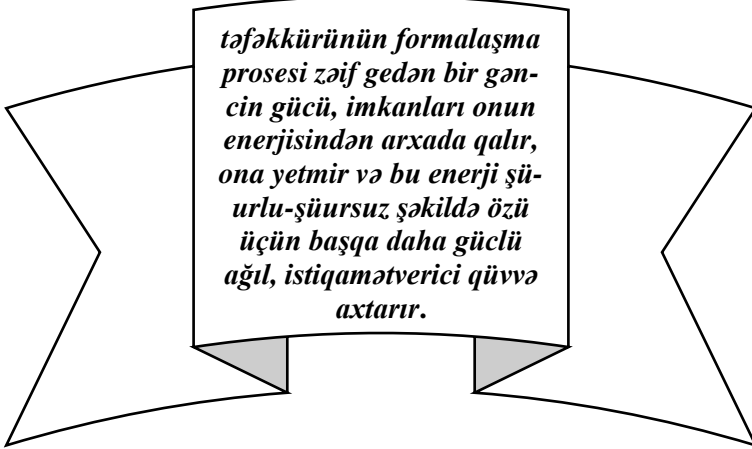 təfəkkürünün formalaşma
prosesi zəif gedən bir gən-
cin gücü, imkanları onun
enerjisindən arxada qalır,
ona yetmir və bu enerji şü-
urlu-şüursuz şəkildə özü
üçün başqa daha güclü
ağıl, istiqamətverici qüvvə
axtarır.